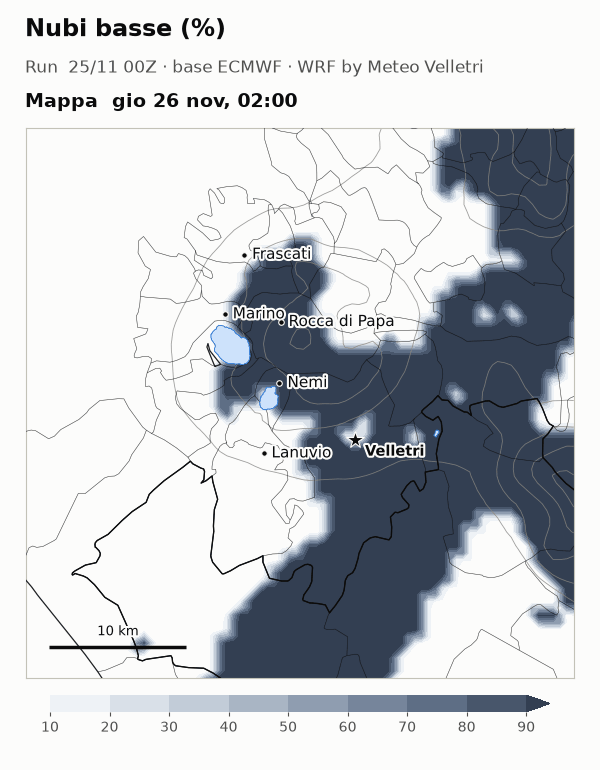 Nubi basse (%)
Run  25/11 00Z · base ECMWF · WRF by Meteo Velletri
Mappa  gio 26 nov, 02:00
Frascati
Marino
Rocca di Papa
Nemi
Velletri
Lanuvio
10 km
10 20 30 40 50 60 70 80 90